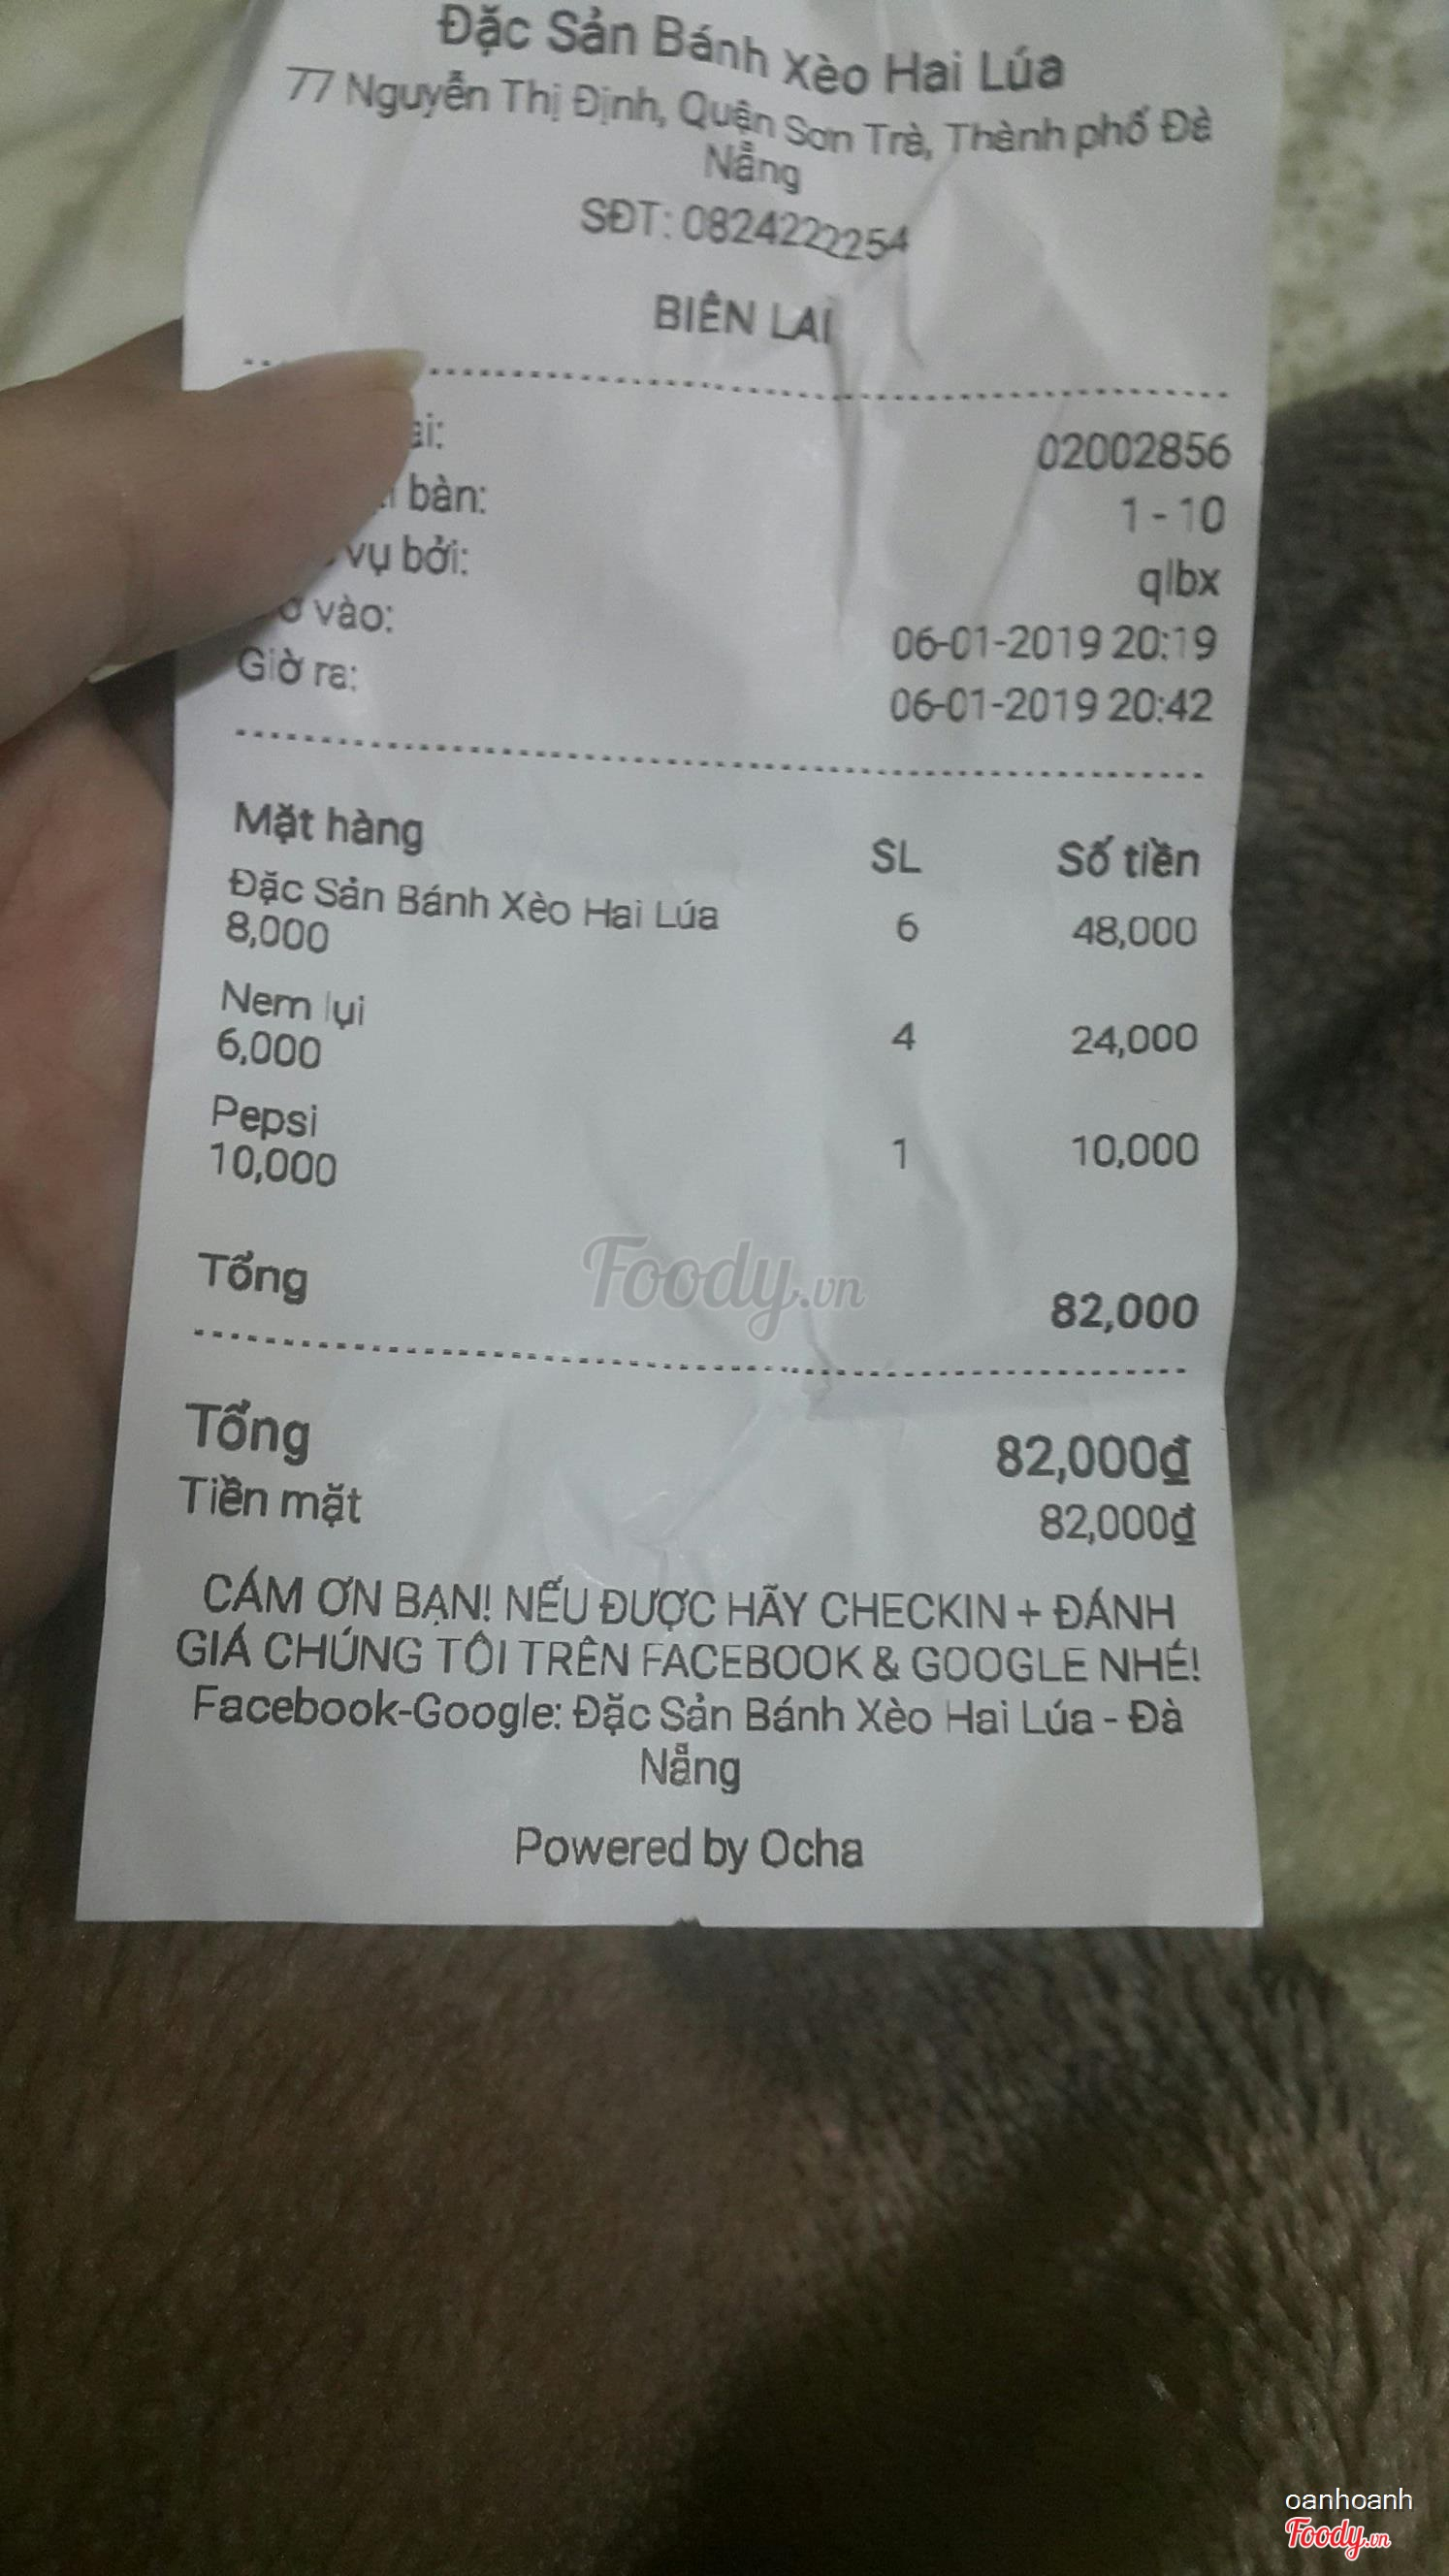 Đặc Sản Bánh Xèo Hai Lúa
77 Nguyễn Thị Định, Quận Sơn Trà, Thành phố Đà
Nẵng
SĐT: 0824222254
BIÊN LAI
02002856
bàn: 1 - 10
vụ bởi: qlbx
vào: 06-01-2019 20:19
Giờ ra: 06-01-2019 20:42
Mặt hàng SL Số tiền
Đặc Sản Bánh Xèo Hai Lúa 6 48,000
8,000
Nem lụi 4 24,000
6,000
Pepsi 1 10,000
10,000
Foody.vn
Tổng 82,000
Tổng 82,000₫
Tiền mặt 82,000₫
CÁM ƠN BẠN! NẾU ĐƯỢC HÃY CHECKIN + ĐÁNH
GIÁ CHÚNG TÔI TRÊN FACEBOOK & GOOGLE NHÉ!
Facebook-Google: Đặc Sản Bánh Xèo Hai Lúa - Đà
Nẵng
Powered by Ocha
oanhoanh
Foody.vn